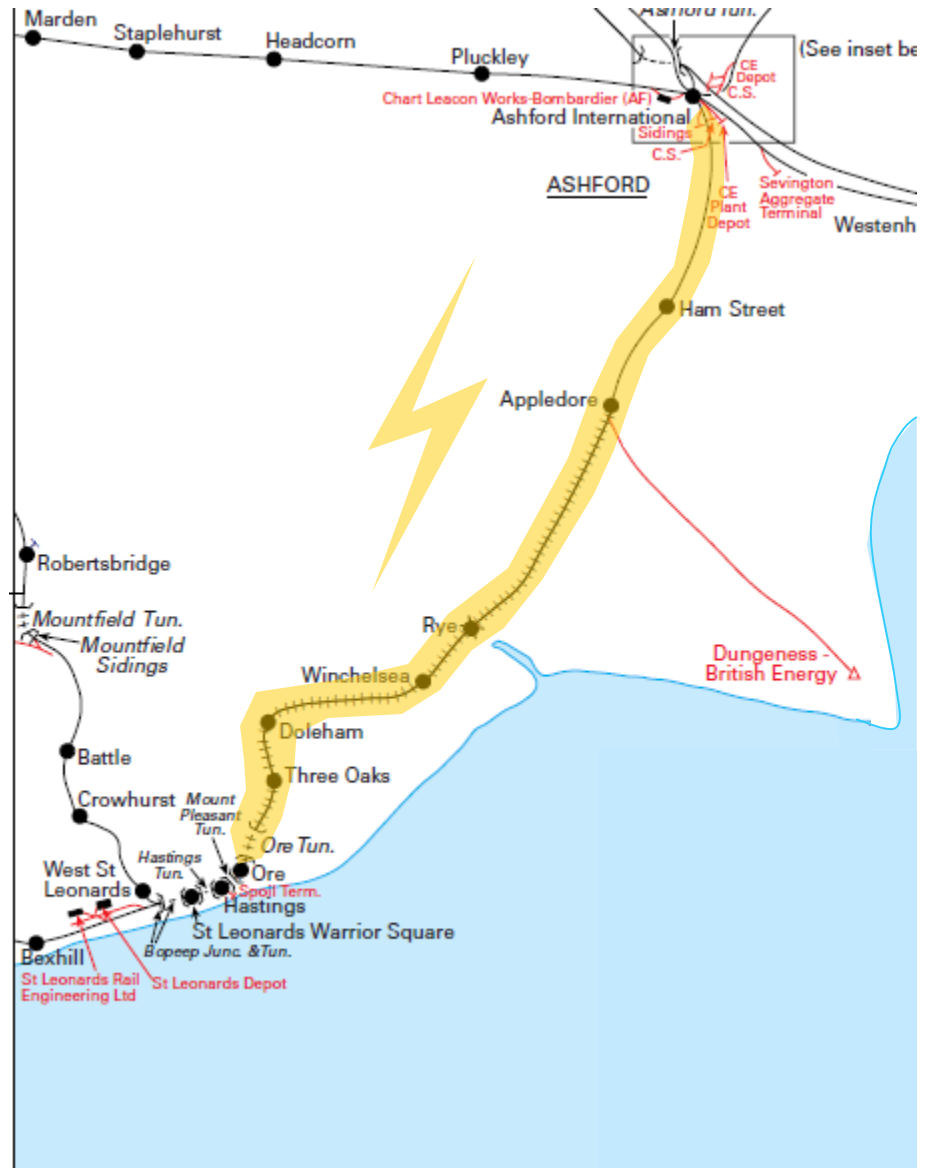 Marden
Staplehurst
Headcorn
Pluckley
Ashford Tun.
(See inset be
CE
Depot
C.S.
Chart Leacon Works-Bombardier (AF)
Ashford International
Sidings
C.S.
ASHFORD
CE
Plant
Depot
Sevington
Aggregate
Terminal
Westenh
Ham Street
Appledore
Robertsbridge
Mountfield Tun.
Mountfield
Sidings
Rye
Winchelsea
Dungeness -
British Energy
Doleham
Battle
Three Oaks
Crowhurst
Mount
Pleasant
Tun.
Ore Tun.
Hastings
Tun.
West St
Leonards
Ore
Spoil Term.
Hastings
St Leonards Warrior Square
Bopeep Junc. & Tun.
Bexhill
St Leonards Rail
Engineering Ltd
St Leonards Depot